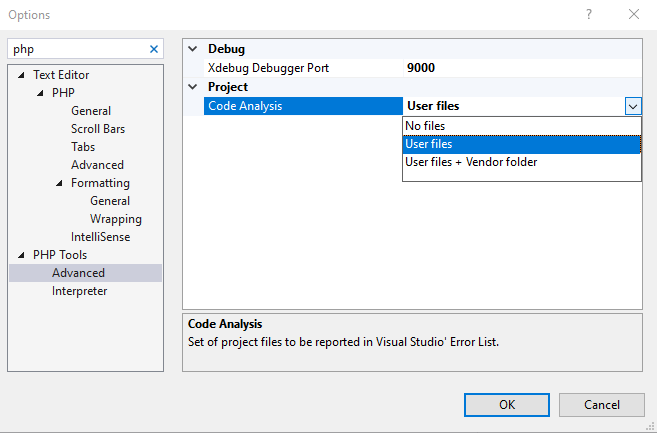 Options
php
Text Editor
PHP
General
Scroll Bars
Tabs
Advanced
Formatting
General
Wrapping
IntelliSense
PHP Tools
Advanced
Interpreter
Debug
Xdebug Debugger Port 9000
Project
Code Analysis User files
No files
User files
User files + Vendor folder
Code Analysis
Set of project files to be reported in Visual Studio' Error List.
OK Cancel